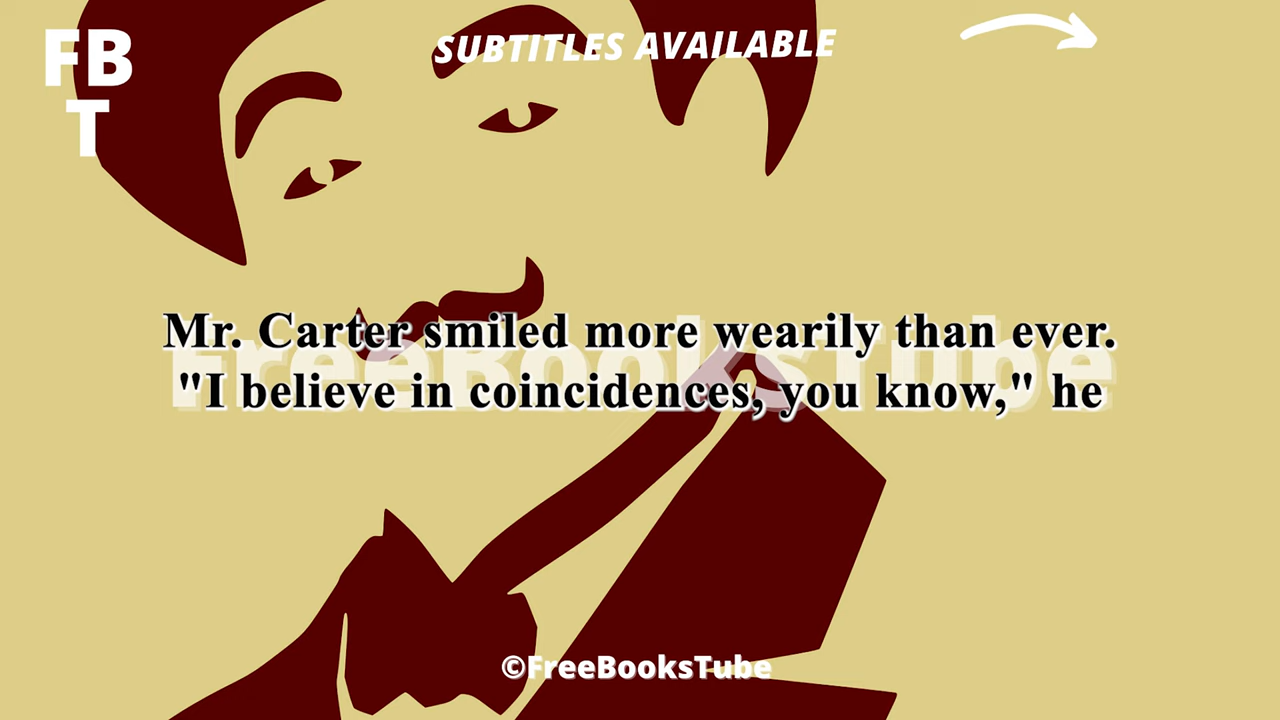 FB
T
SUBTITLES AVAILABLE
Mr. Carter smiled more wearily than ever.
FreeBooksTube
"I believe in coincidences, you know," he
©FreeBooksTube